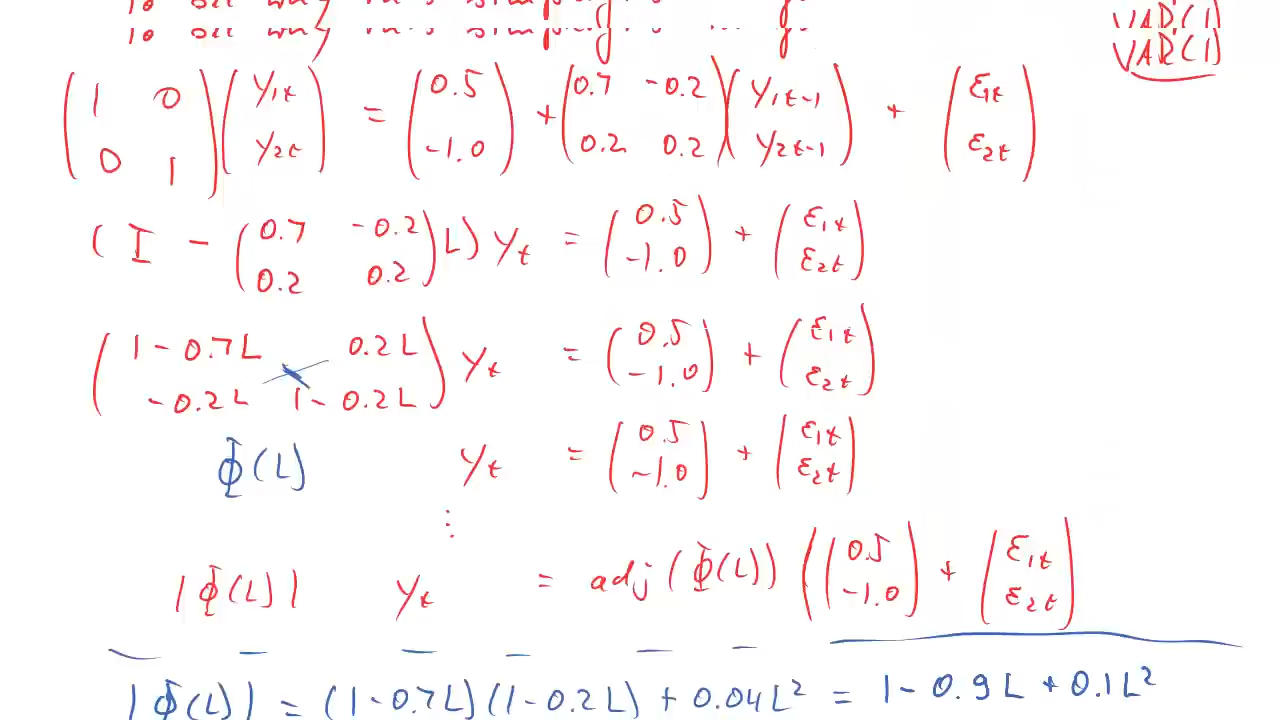 VAR(1)
VAR(1)
( 1 0 ; 0 1 ) ( y1t ; y2t ) = ( 0.5 ; -1.0 ) + ( 0.7 -0.2 ; 0.2 0.2 ) ( y1t-1 ; y2t-1 ) + ( ε1t ; ε2t )
( I - ( 0.7 -0.2 ; 0.2 0.2 ) L ) yt = ( 0.5 ; -1.0 ) + ( ε1t ; ε2t )
( 1 - 0.7L 0.2L ; -0.2L 1 - 0.2L ) yt = ( 0.5 ; -1.0 ) + ( ε1t ; ε2t )
Φ(L) yt = ( 0.5 ; -1.0 ) + ( ε1t ; ε2t )
⋮
|Φ(L)| yt = adj(Φ(L)) ( ( 0.5 ; -1.0 ) + ( ε1t ; ε2t )
|Φ(L)| = (1-0.7L)(1-0.2L) + 0.04L² = 1 - 0.9L + 0.1L²